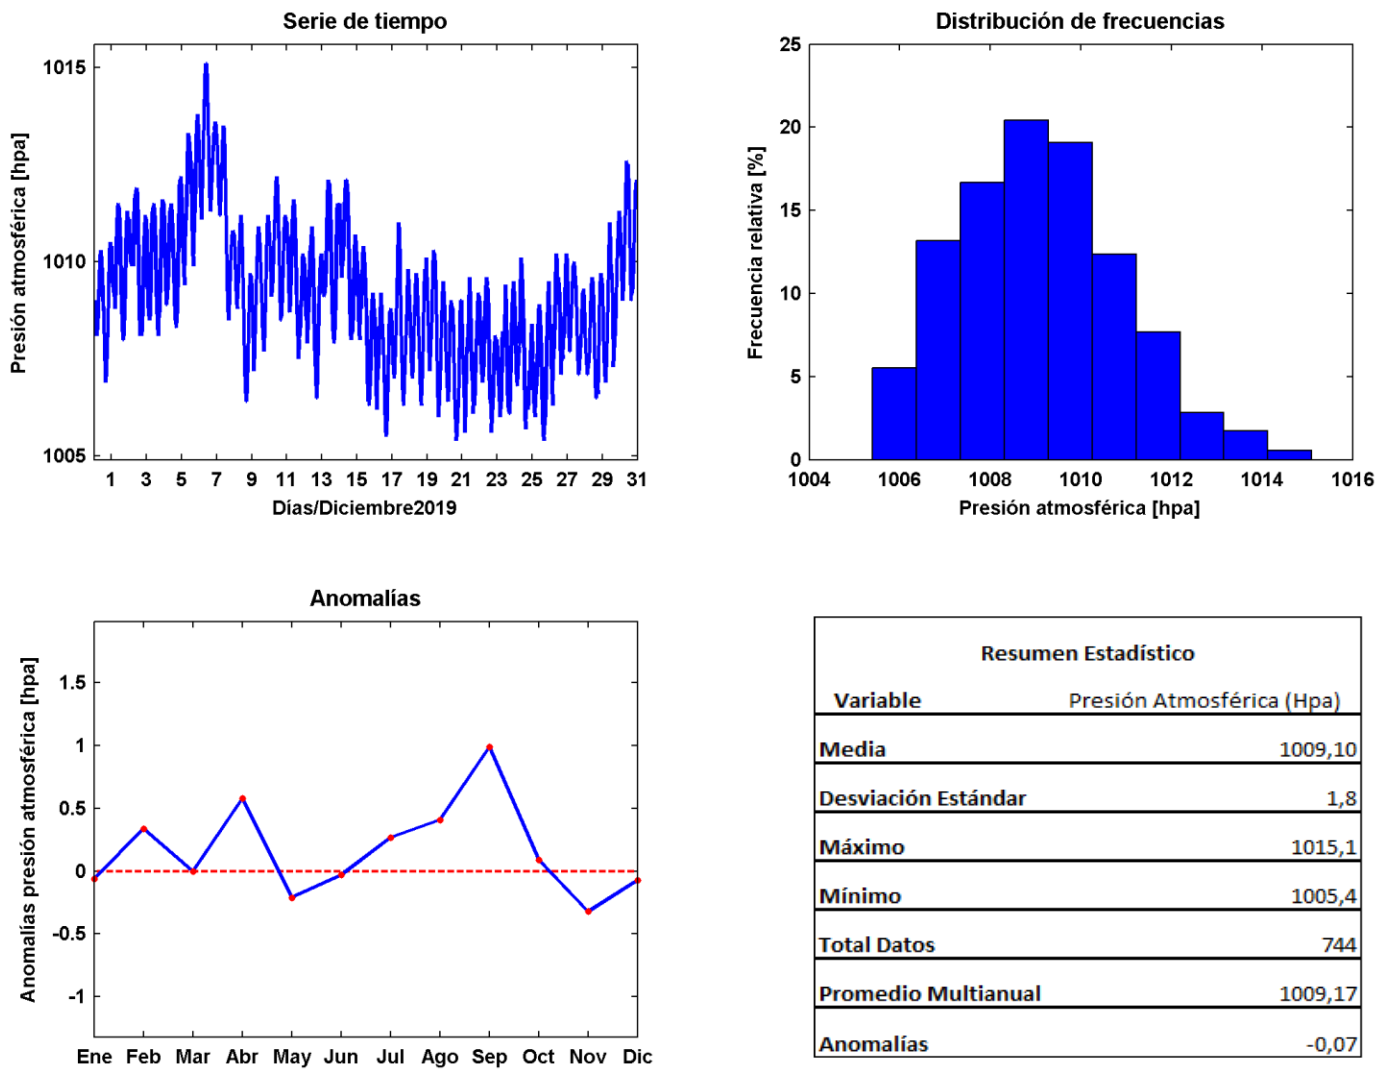 Serie de tiempo
Presión atmosférica [hpa]
1015
1010
1005
1 3 5 7 9 11 13 15 17 19 21 23 25 27 29 31
Días/Diciembre2019
Distribución de frecuencias
Frecuencia relativa [%]
25
20
15
10
5
0
1004 1006 1008 1010 1012 1014 1016
Presión atmosférica [hpa]
Anomalías
Anomalías presión atmosférica [hpa]
1.5
1
0.5
0
-0.5
-1
Ene Feb Mar Abr May Jun Jul Ago Sep Oct Nov Dic
Resumen Estadístico
Variable Presión Atmosférica (Hpa)
Media 1009,10
Desviación Estándar 1,8
Máximo 1015,1
Mínimo 1005,4
Total Datos 744
Promedio Multianual 1009,17
Anomalías -0,07